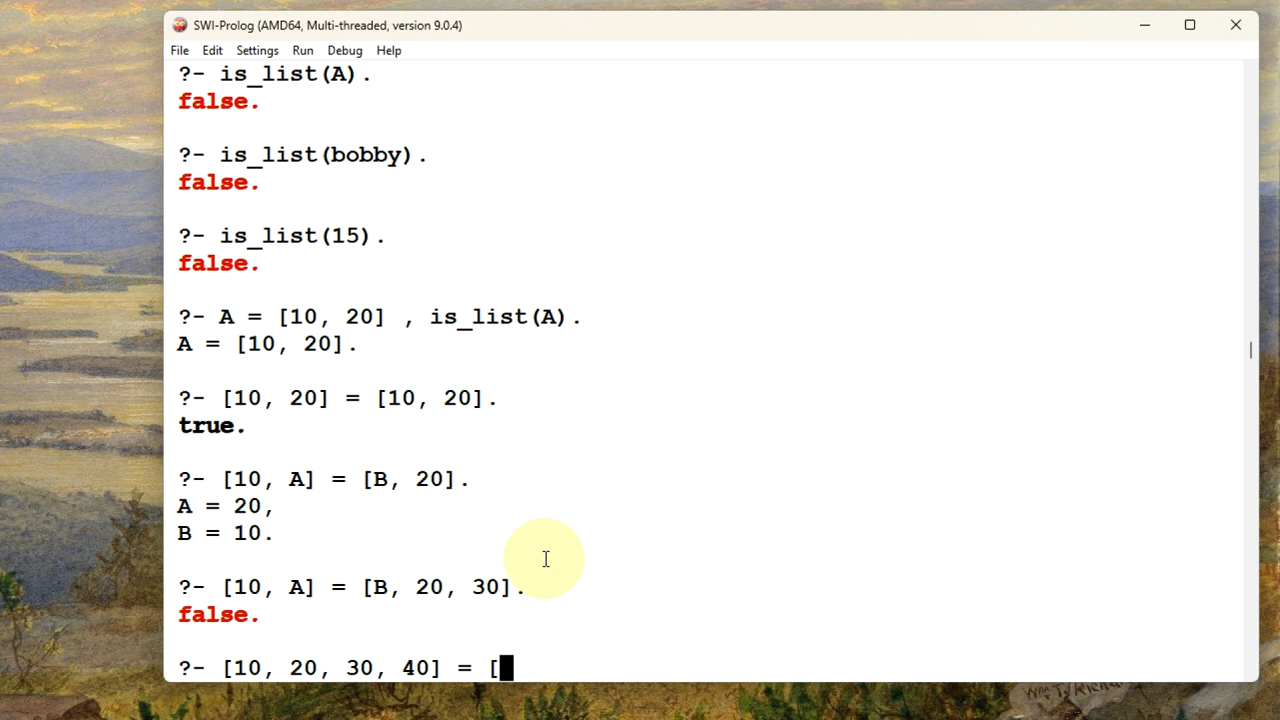 SWI-Prolog (AMD64, Multi-threaded, version 9.0.4)
File Edit Settings Run Debug Help
?- is_list(A).
false.
?- is_list(bobby).
false.
?- is_list(15).
false.
?- A = [10, 20] , is_list(A).
A = [10, 20].
?- [10, 20] = [10, 20].
true.
?- [10, A] = [B, 20].
A = 20,
B = 10.
?- [10, A] = [B, 20, 30].
false.
?- [10, 20, 30, 40] = [